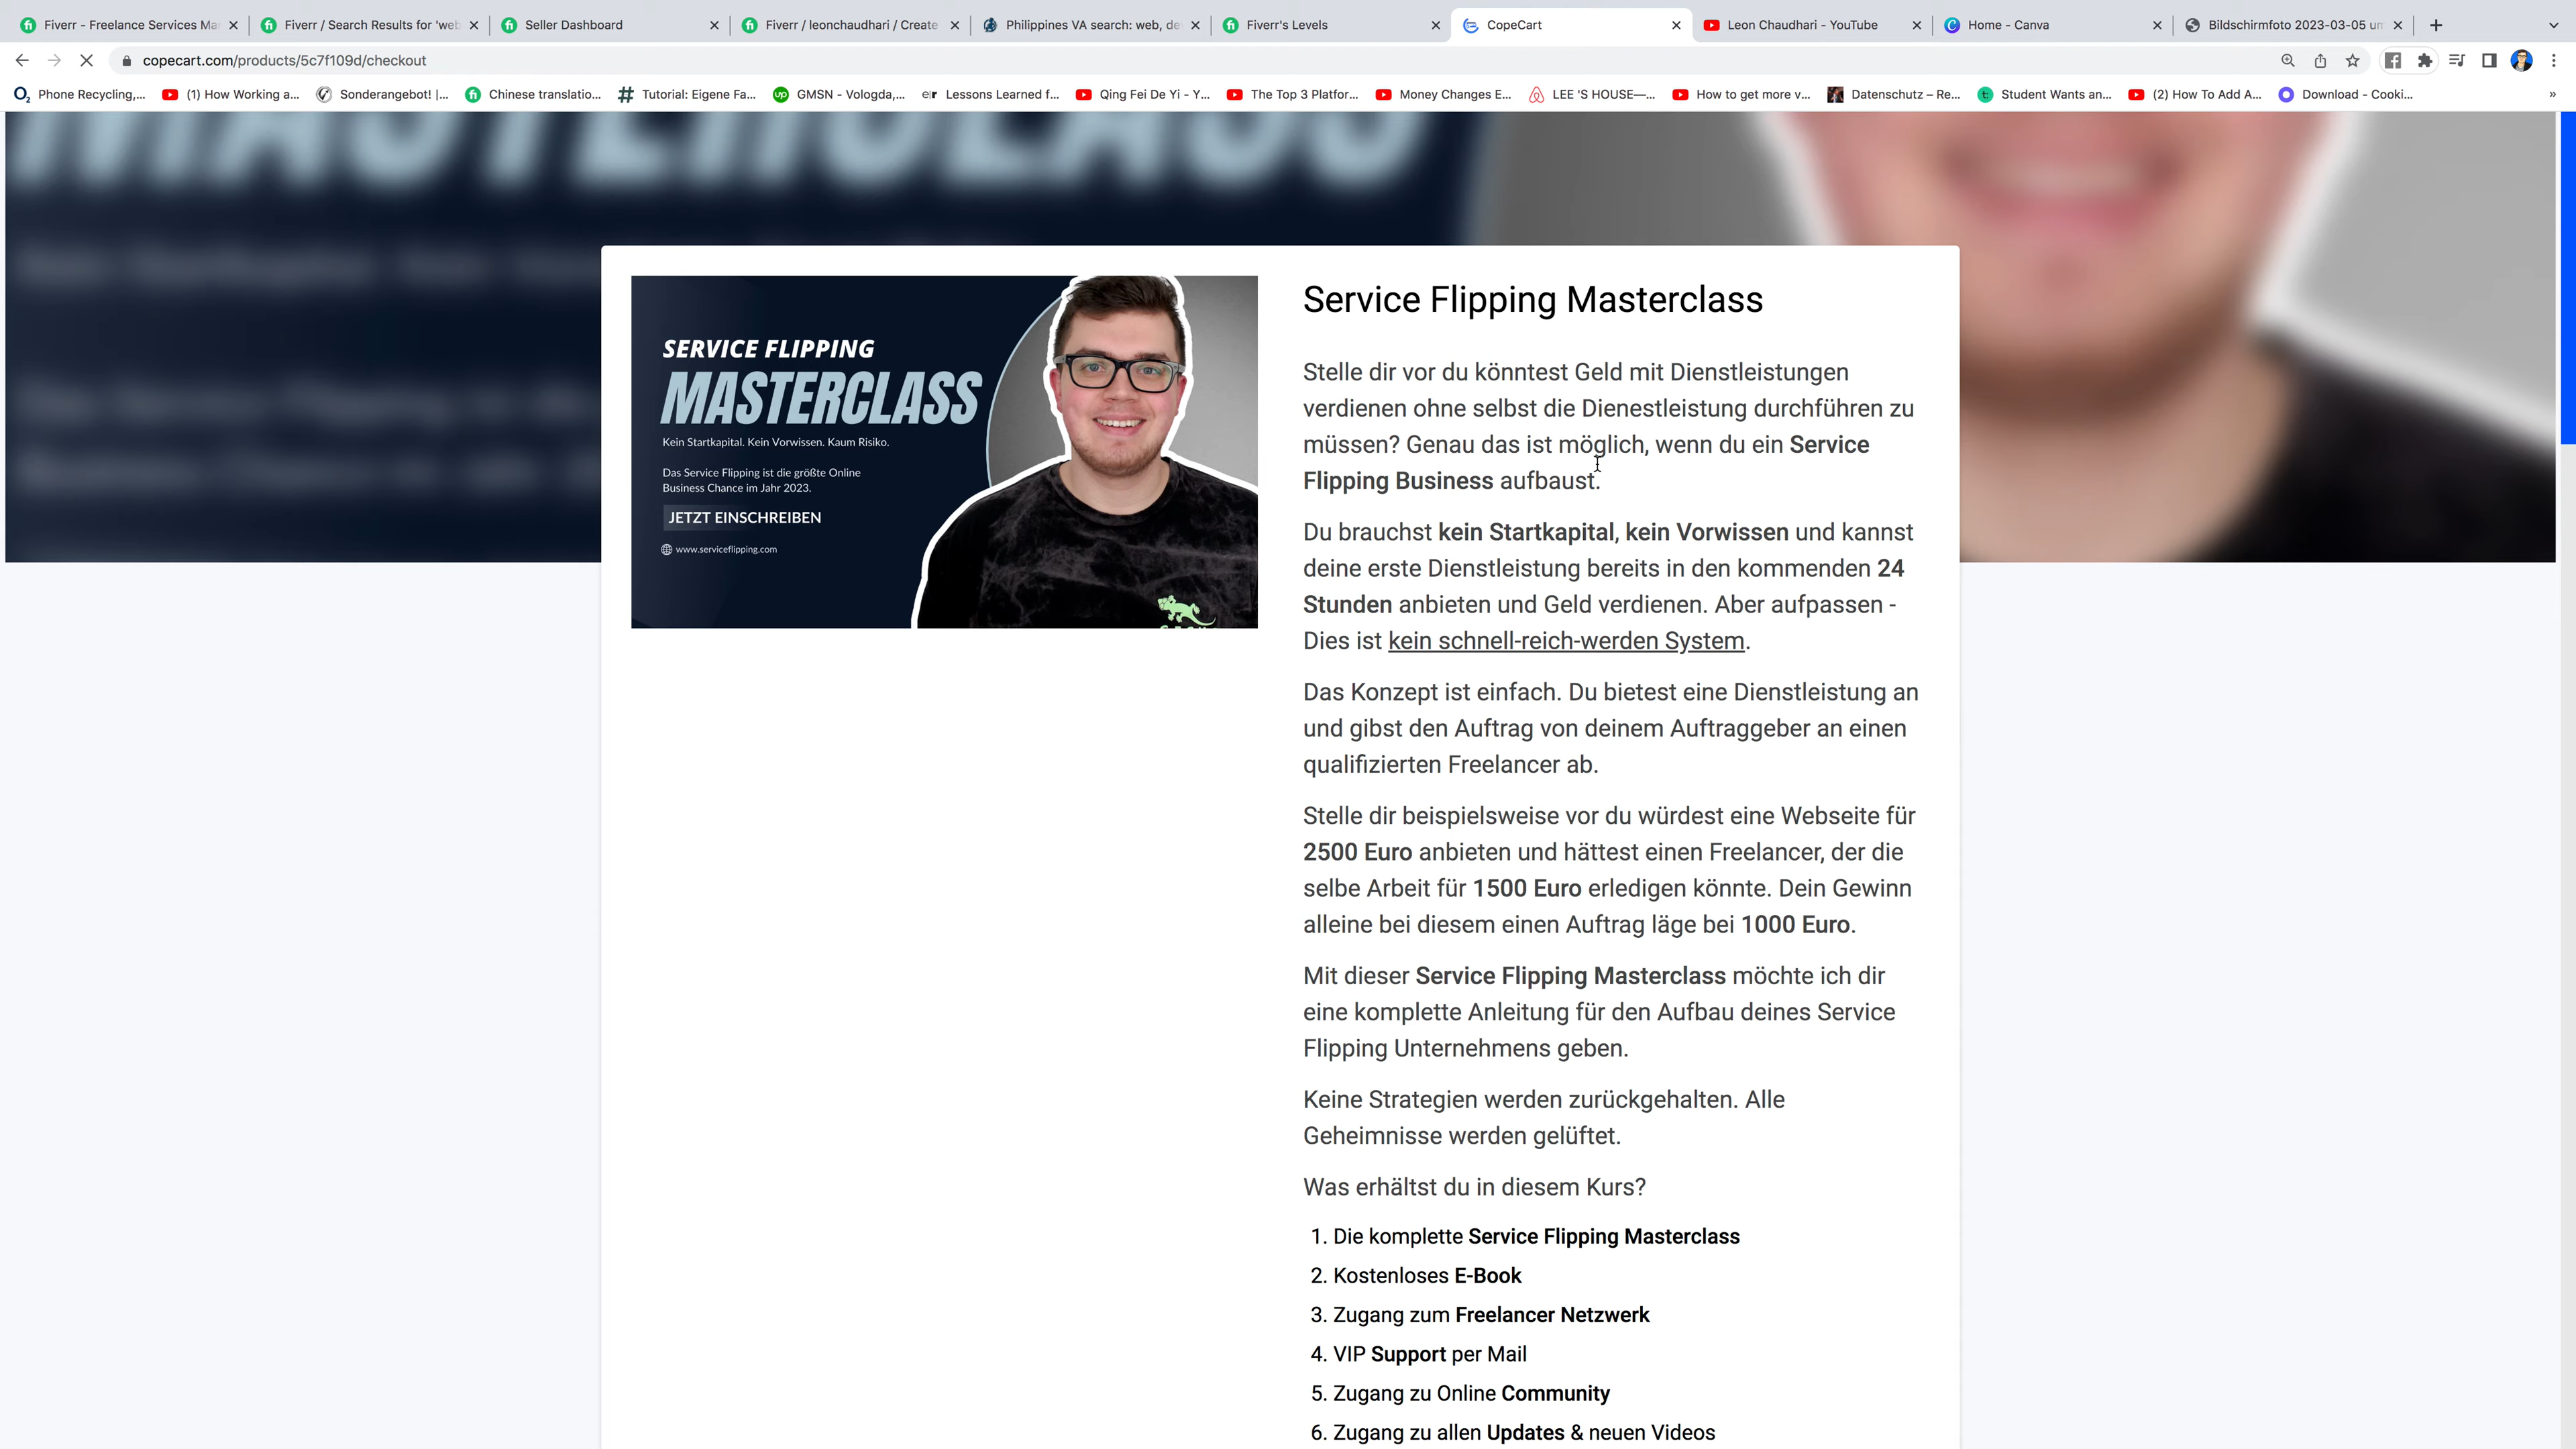 Fiverr - Freelance Services Ma
Fiverr / Search Results for 'web
Seller Dashboard
Fiverr / leonchaudhari / Create
Philippines VA search: web, de
Fiverr's Levels
CopeCart
Leon Chaudhari - YouTube
Home - Canva
Bildschirmfoto 2023-03-05 um
copecart.com/products/5c7f109d/checkout
Phone Recycling,...
(1) How Working a...
Sonderangebot! |...
Chinese translatio...
Tutorial: Eigene Fa...
up GMSN - Vologda,...
Lessons Learned f...
Qing Fei De Yi - Y...
The Top 3 Platfor...
Money Changes E...
LEE 'S HOUSE—...
How to get more v...
Datenschutz – Re...
Student Wants an...
(2) How To Add A...
Download - Cooki...
»
MASTERCLASS
SERVICE FLIPPING
MASTERCLASS
Kein Startkapital. Kein Vorwissen. Kaum Risiko.
Das Service Flipping ist die größte Online
Business Chance im Jahr 2023.
JETZT EINSCHREIBEN
www.serviceflipping.com
Service Flipping Masterclass
Stelle dir vor du könntest Geld mit Dienstleistungen
verdienen ohne selbst die Dienestleistung durchführen zu
müssen? Genau das ist möglich, wenn du ein Service
Flipping Business aufbaust.
Du brauchst kein Startkapital, kein Vorwissen und kannst
deine erste Dienstleistung bereits in den kommenden 24
Stunden anbieten und Geld verdienen. Aber aufpassen -
Dies ist kein schnell-reich-werden System.
Das Konzept ist einfach. Du bietest eine Dienstleistung an
und gibst den Auftrag von deinem Auftraggeber an einen
qualifizierten Freelancer ab.
Stelle dir beispielsweise vor du würdest eine Webseite für
2500 Euro anbieten und hättest einen Freelancer, der die
selbe Arbeit für 1500 Euro erledigen könnte. Dein Gewinn
alleine bei diesem einen Auftrag läge bei 1000 Euro.
Mit dieser Service Flipping Masterclass möchte ich dir
eine komplette Anleitung für den Aufbau deines Service
Flipping Unternehmens geben.
Keine Strategien werden zurückgehalten. Alle
Geheimnisse werden gelüftet.
Was erhältst du in diesem Kurs?
1. Die komplette Service Flipping Masterclass
2. Kostenloses E-Book
3. Zugang zum Freelancer Netzwerk
4. VIP Support per Mail
5. Zugang zu Online Community
6. Zugang zu allen Updates & neuen Videos